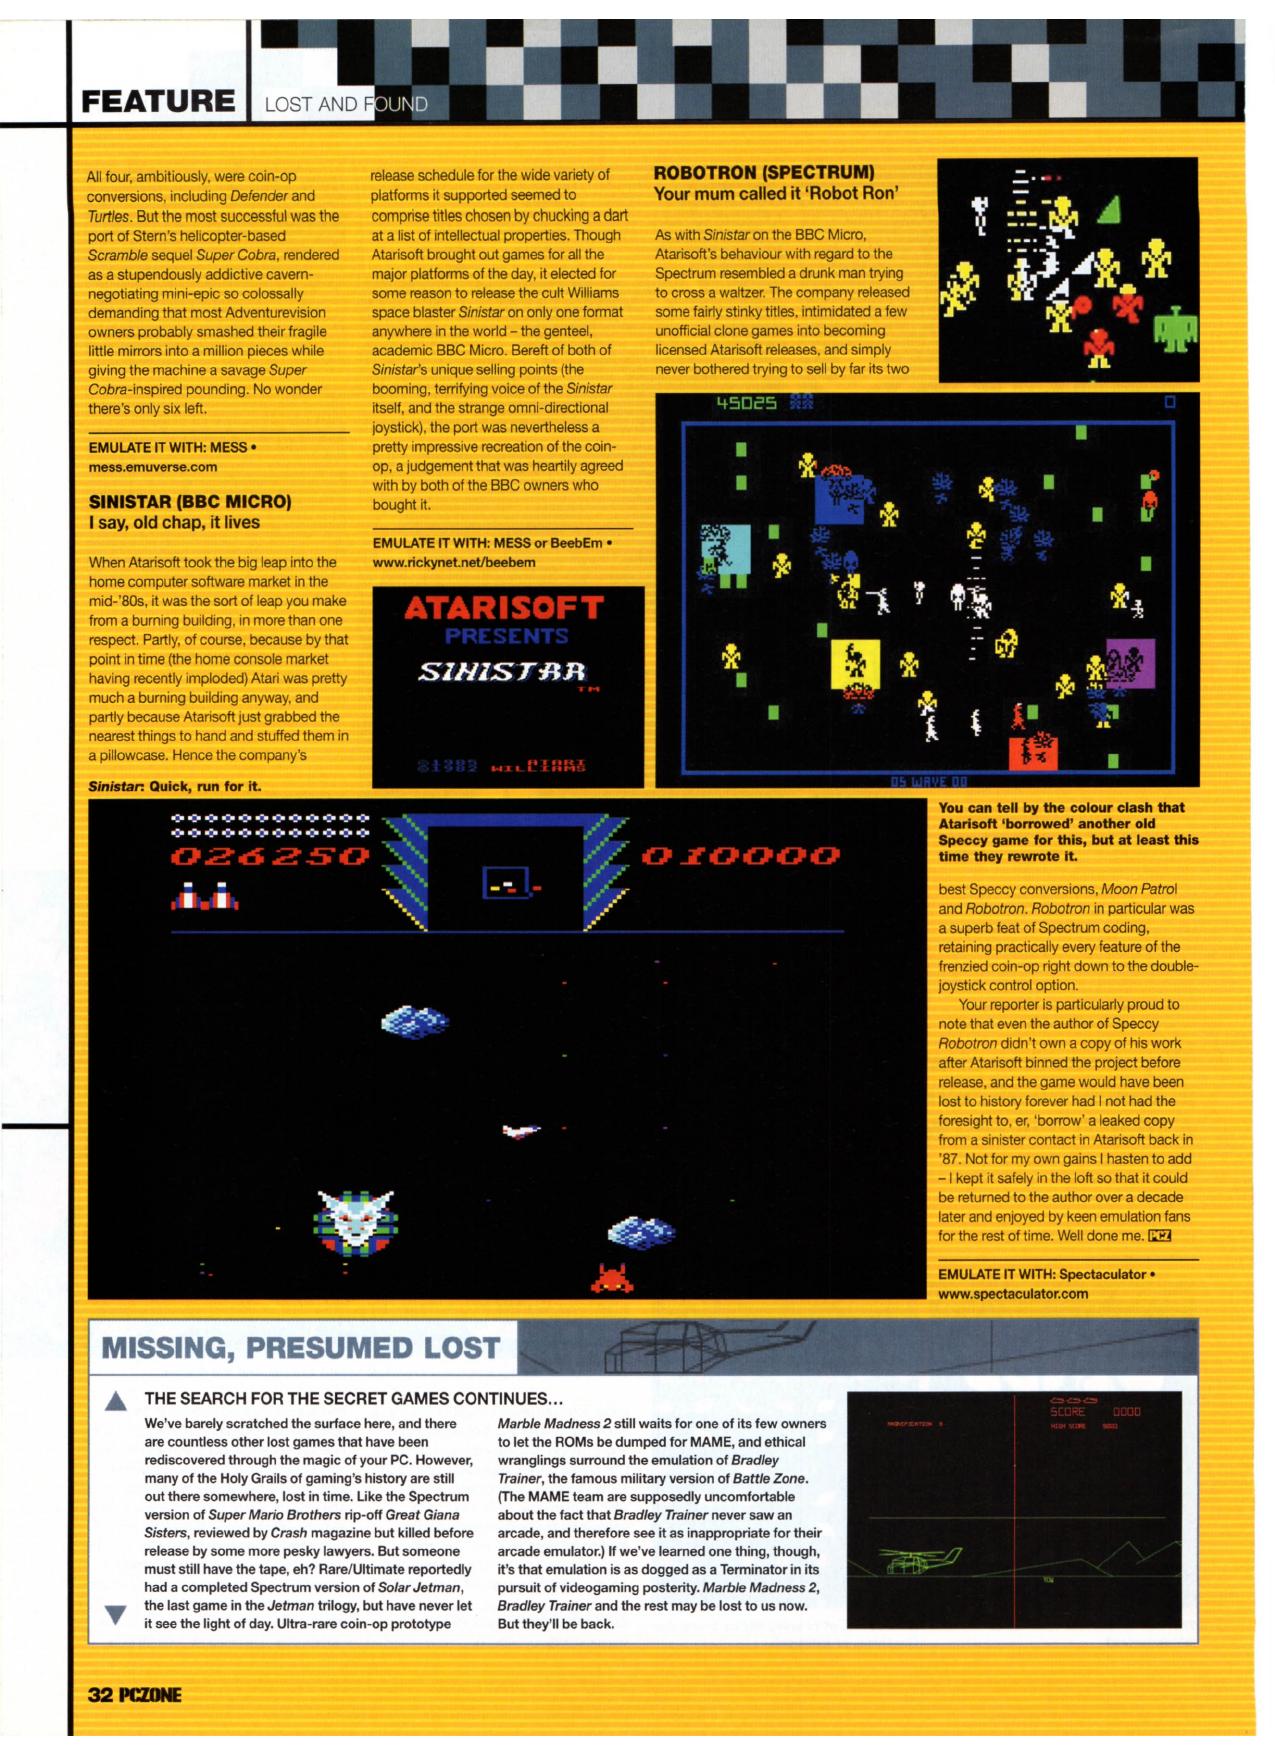 FEATURE
LOST AND FOUND
All four, ambitiously, were coin-op
conversions, including Defender and
Turtles. But the most successful was the
port of Stern's helicopter-based
Scramble sequel Super Cobra, rendered
as a stupendously addictive cavern-
negotiating mini-epic so colossally
demanding that most Adventurevision
owners probably smashed their fragile
little mirrors into a million pieces while
giving the machine a savage Super
Cobra-inspired pounding. No wonder
there's only six left.
EMULATE IT WITH: MESS •
mess.emuverse.com
SINISTAR (BBC MICRO)
I say, old chap, it lives
When Atarisoft took the big leap into the
home computer software market in the
mid-'80s, it was the sort of leap you make
from a burning building, in more than one
respect. Partly, of course, because by that
point in time (the home console market
having recently imploded) Atari was pretty
much a burning building anyway, and
partly because Atarisoft just grabbed the
nearest things to hand and stuffed them in
a pillowcase. Hence the company's
release schedule for the wide variety of
platforms it supported seemed to
comprise titles chosen by chucking a dart
at a list of intellectual properties. Though
Atarisoft brought out games for all the
major platforms of the day, it elected for
some reason to release the cult Williams
space blaster Sinistar on only one format
anywhere in the world – the genteel,
academic BBC Micro. Bereft of both of
Sinistar's unique selling points (the
booming, terrifying voice of the Sinistar
itself, and the strange omni-directional
joystick), the port was nevertheless a
pretty impressive recreation of the coin-
op, a judgement that was heartily agreed
with by both of the BBC owners who
bought it.
EMULATE IT WITH: MESS or BeebEm •
www.rickynet.net/beebem
ATARISOFT
PRESENTS
SINISTAR
TM
©1985 ATARI
©1982 WILLIAMS
Sinistar: Quick, run for it.
026250
010000
ROBOTRON (SPECTRUM)
Your mum called it 'Robot Ron'
As with Sinistar on the BBC Micro,
Atarisoft's behaviour with regard to the
Spectrum resembled a drunk man trying
to cross a waltzer. The company released
some fairly stinky titles, intimidated a few
unofficial clone games into becoming
licensed Atarisoft releases, and simply
never bothered trying to sell by far its two
45025
0
05 WAVE 00
You can tell by the colour clash that
Atarisoft 'borrowed' another old
Speccy game for this, but at least this
time they rewrote it.
best Speccy conversions, Moon Patrol
and Robotron. Robotron in particular was
a superb feat of Spectrum coding,
retaining practically every feature of the
frenzied coin-op right down to the double-
joystick control option.
Your reporter is particularly proud to
note that even the author of Speccy
Robotron didn't own a copy of his work
after Atarisoft binned the project before
release, and the game would have been
lost to history forever had I not had the
foresight to, er, 'borrow' a leaked copy
from a sinister contact in Atarisoft back in
'87. Not for my own gains I hasten to add
– I kept it safely in the loft so that it could
be returned to the author over a decade
later and enjoyed by keen emulation fans
for the rest of time. Well done me. PCZ
EMULATE IT WITH: Spectaculator •
www.spectaculator.com
MISSING, PRESUMED LOST
THE SEARCH FOR THE SECRET GAMES CONTINUES...
We've barely scratched the surface here, and there
are countless other lost games that have been
rediscovered through the magic of your PC. However,
many of the Holy Grails of gaming's history are still
out there somewhere, lost in time. Like the Spectrum
version of Super Mario Brothers rip-off Great Giana
Sisters, reviewed by Crash magazine but killed before
release by some more pesky lawyers. But someone
must still have the tape, eh? Rare/Ultimate reportedly
had a completed Spectrum version of Solar Jetman,
the last game in the Jetman trilogy, but have never let
it see the light of day. Ultra-rare coin-op prototype
Marble Madness 2 still waits for one of its few owners
to let the ROMs be dumped for MAME, and ethical
wranglings surround the emulation of Bradley
Trainer, the famous military version of Battle Zone.
(The MAME team are supposedly uncomfortable
about the fact that Bradley Trainer never saw an
arcade, and therefore see it as inappropriate for their
arcade emulator.) If we've learned one thing, though,
it's that emulation is as dogged as a Terminator in its
pursuit of videogaming posterity. Marble Madness 2,
Bradley Trainer and the rest may be lost to us now.
But they'll be back.
MAGNIFICATION
SCORE 0000
HIGH SCORE 5000
TOW
32 PCZONE